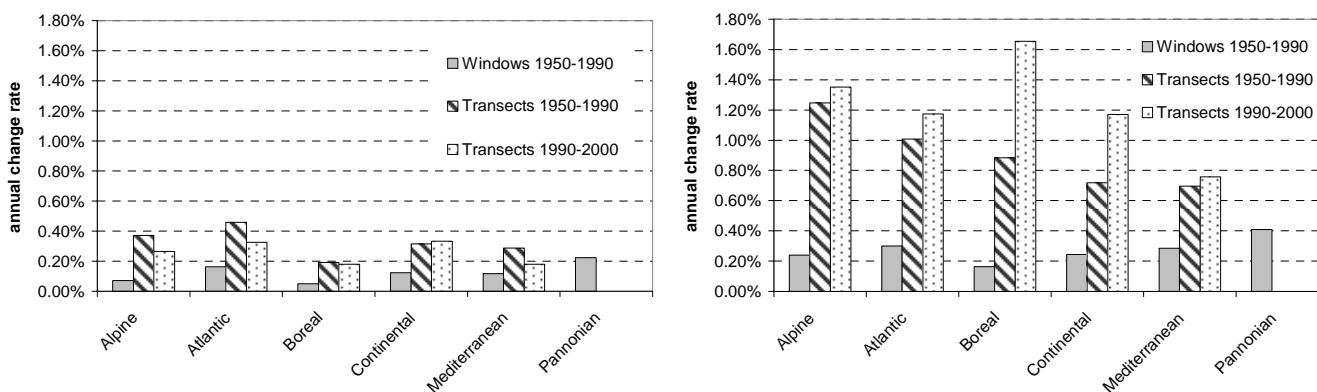 annual change rate
1.80%
1.60%
1.40%
1.20%
1.00%
0.80%
0.60%
0.40%
0.20%
0.00%
Windows 1950-1990
Transects 1950-1990
Transects 1990-2000
Alpine
Atlantic
Boreal
Continental
Mediterranean
Pannonian
annual change rate
1.80%
1.60%
1.40%
1.20%
1.00%
0.80%
0.60%
0.40%
0.20%
0.00%
Windows 1950-1990
Transects 1950-1990
Transects 1990-2000
Alpine
Atlantic
Boreal
Continental
Mediterranean
Pannonian